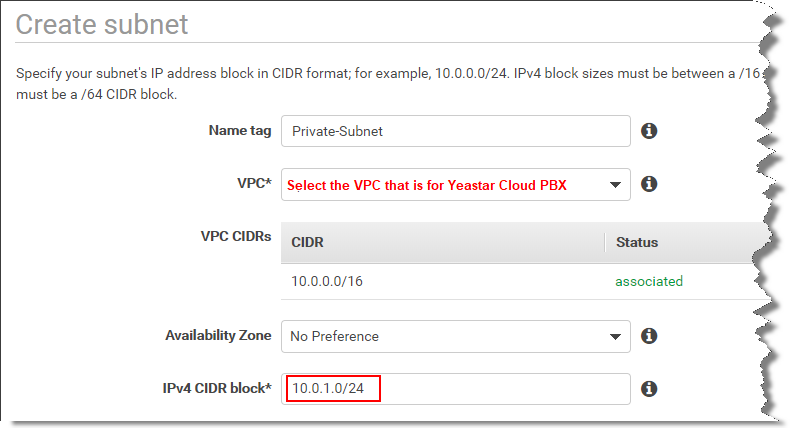 Create subnet
Specify your subnet's IP address block in CIDR format; for example, 10.0.0.0/24. IPv4 block sizes must be between a /16
must be a /64 CIDR block.
Name tag Private-Subnet
VPC* Select the VPC that is for Yeastar Cloud PBX
VPC CIDRs CIDR Status
10.0.0.0/16 associated
Availability Zone No Preference
IPv4 CIDR block* 10.0.1.0/24